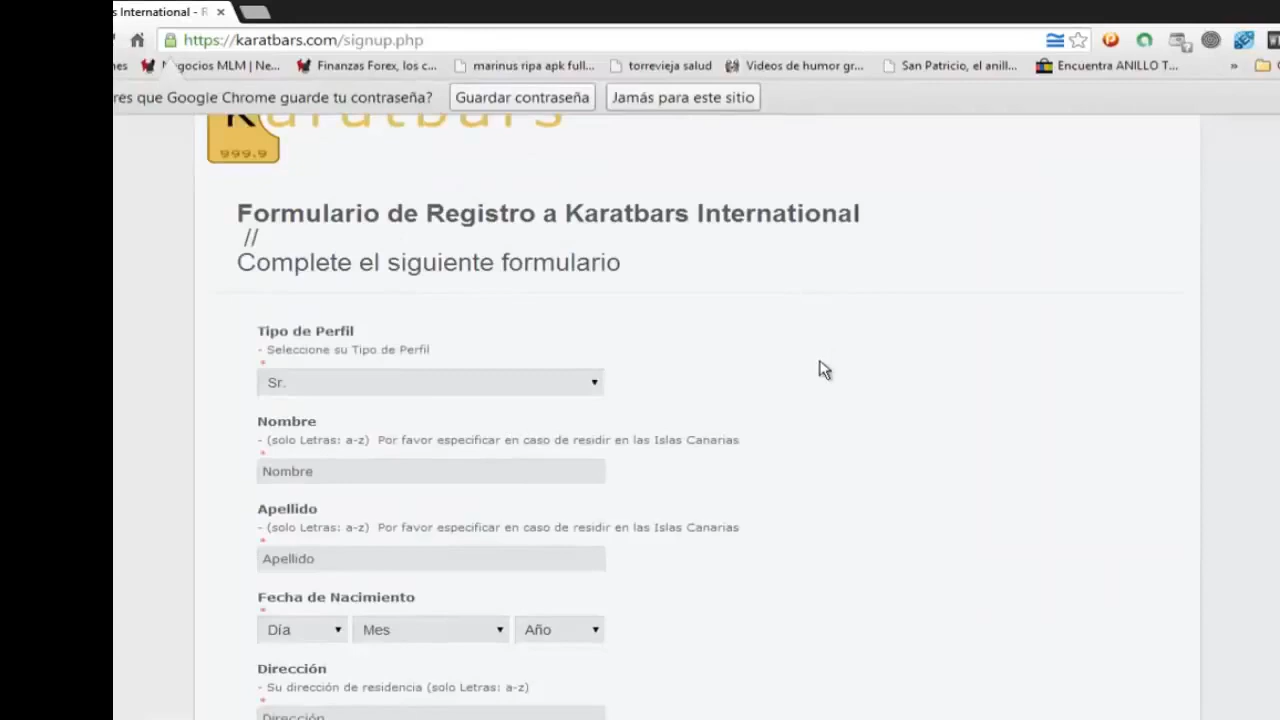 s International - R ×
https://karatbars.com/signup.php
nes
gocios MLM | Ne...
Finanzas Forex, los c...
marinus ripa apk full...
torrevieja salud
Videos de humor gr...
San Patricio, el anill...
Encuentra ANILLO T...
»
res que Google Chrome guarde tu contraseña?
Guardar contraseña
Jamás para este sitio
Karatbars
999.9
Formulario de Registro a Karatbars International
//
Complete el siguiente formulario
Tipo de Perfil
- Seleccione su Tipo de Perfil
*
Sr.
Nombre
- (solo Letras: a-z) Por favor especificar en caso de residir en las Islas Canarias
*
Nombre
Apellido
- (solo Letras: a-z) Por favor especificar en caso de residir en las Islas Canarias
*
Apellido
Fecha de Nacimiento
*
Día Mes Año
Dirección
- Su dirección de residencia (solo Letras: a-z)
*
Dirección